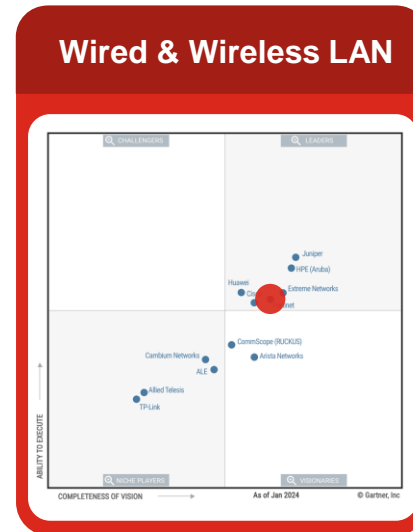 Wired & Wireless LAN
CHALLENGERS
LEADERS
Juniper
HPE (Aruba)
Huawei
Extreme Networks
CommScope (RUCKUS)
Cambium Networks
Arista Networks
ALE
Allied Telesis
TP-Link
ABILITY TO EXECUTE
NICHE PLAYERS
VISIONARIES
COMPLETENESS OF VISION
As of Jan 2024
© Gartner, Inc